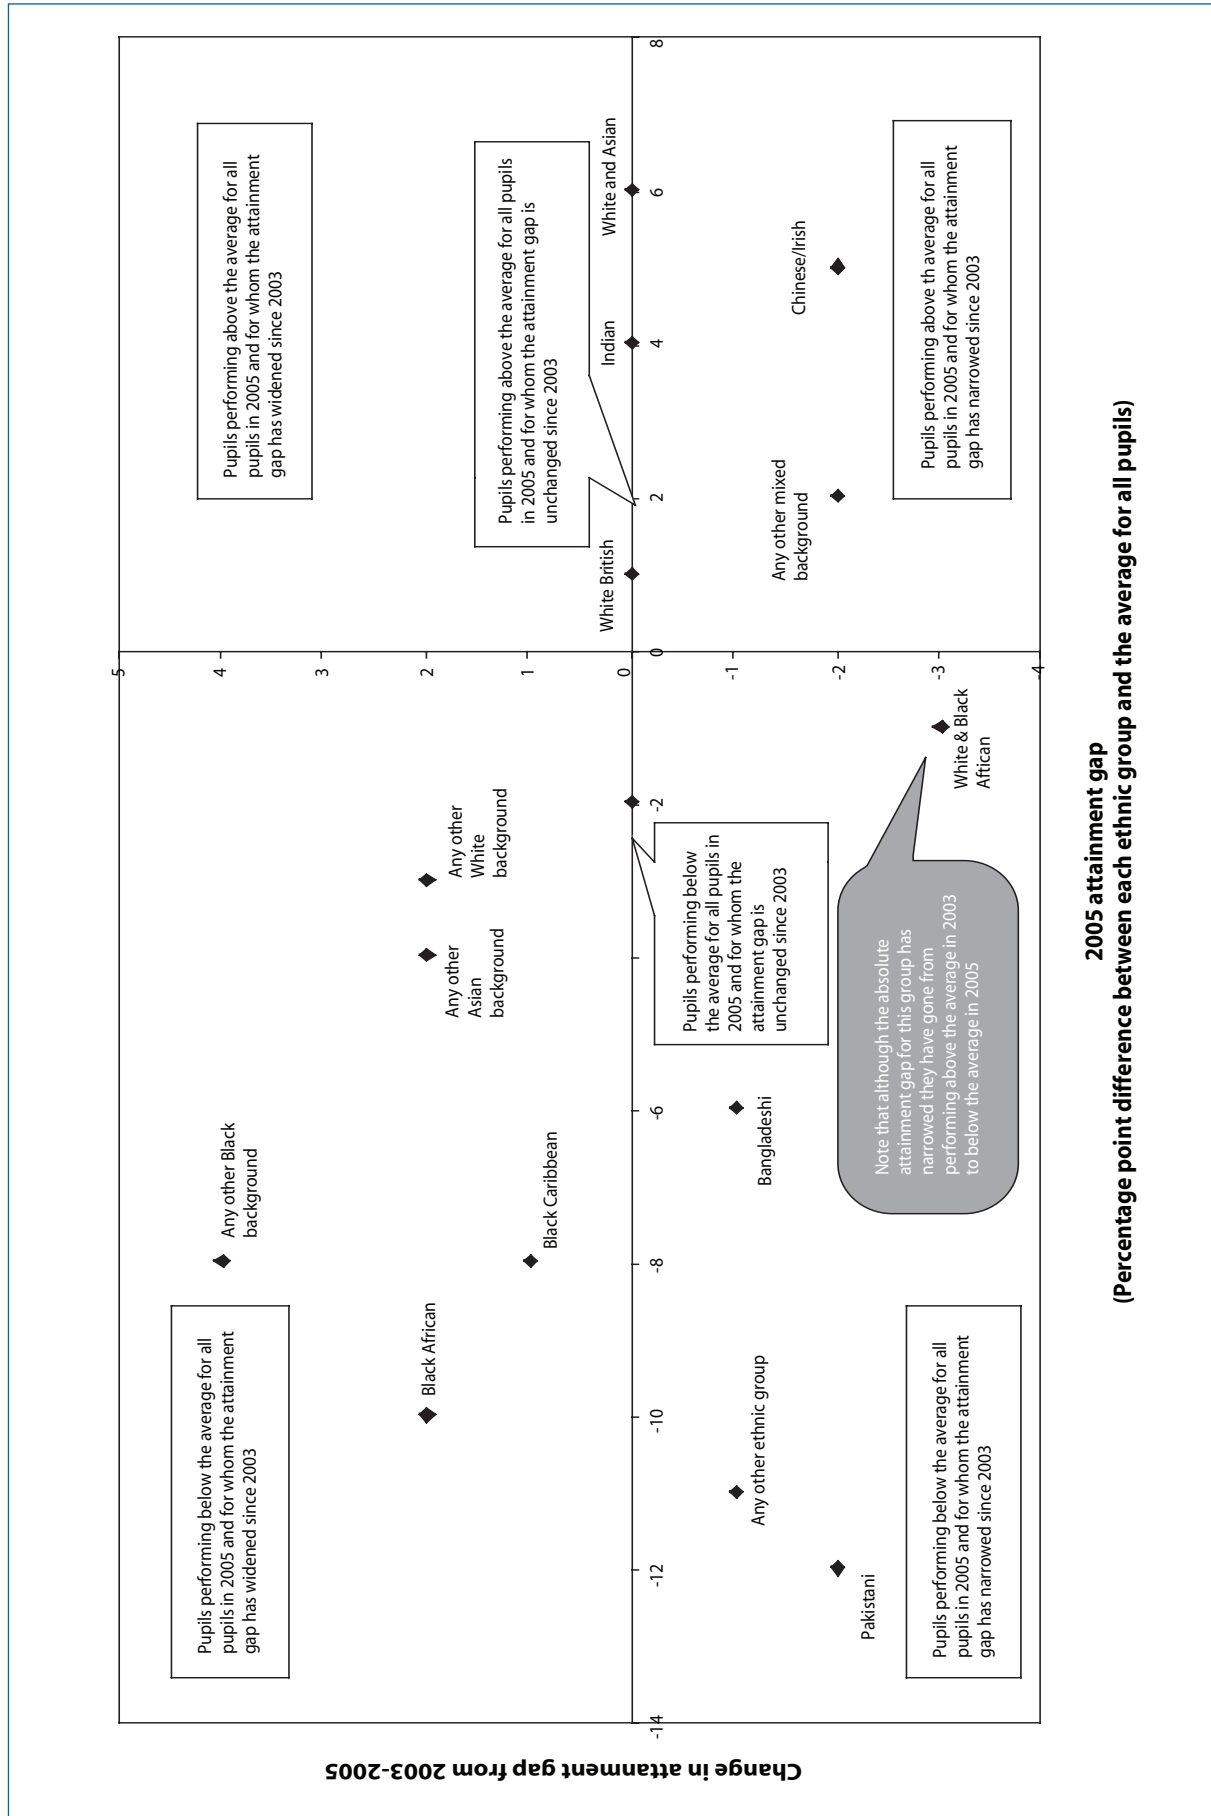 Change in attanment gap from 2003-2005
5
4
3
2
1
0
-1
-2
-3
-4
-14
-12
-10
-8
-6
-2
0
2
4
6
8
Pupils performing below the average for all
pupils in 2005 and for whom the attainment
gap has widened since 2003
Pupils performing above the average for all
pupils in 2005 and for whom the attainment
gap has widened since 2003
Any other Black
background
Black African
Black Caribbean
Any other
Asian
background
Any other
White
background
Pupils performing above the average for all pupils
in 2005 and for whom the attainment gap is
unchanged since 2003
White British
Indian
White and Asian
Pupils performing below
the average for all pupils in
2005 and for whom the
attainment gap is
unchanged since 2003
Any other ethnic group
Bangladeshi
Pakistani
Any other mixed
background
Chinese/Irish
Note that although the absolute
attainment gap for this group has
narrowed they have gone from
performing above the average in 2003
to below the average in 2005
White & Black
Aftican
Pupils performing below the average for all
pupils in 2005 and for whom the attainment
gap has narrowed since 2003
Pupils performing above th average for all
pupils in 2005 and for whom the attainment
gap has narrowed since 2003
2005 attainment gap
(Percentage point difference between each ethnic group and the average for all pupils)